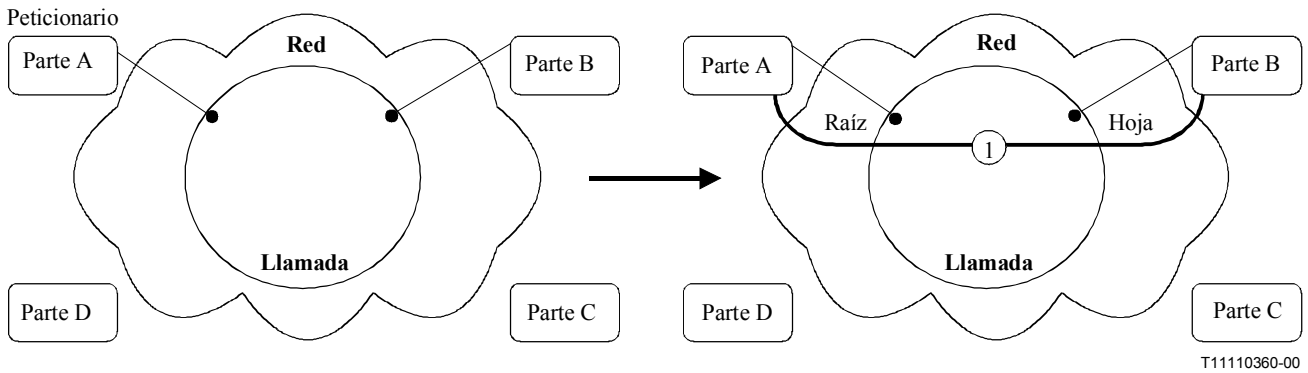 Peticionario
Parte A
Red
Parte B
Llamada
Parte D
Parte C
Parte A
Red
Parte B
Raíz
Hoja
1
Llamada
Parte D
Parte C
T11110360-00